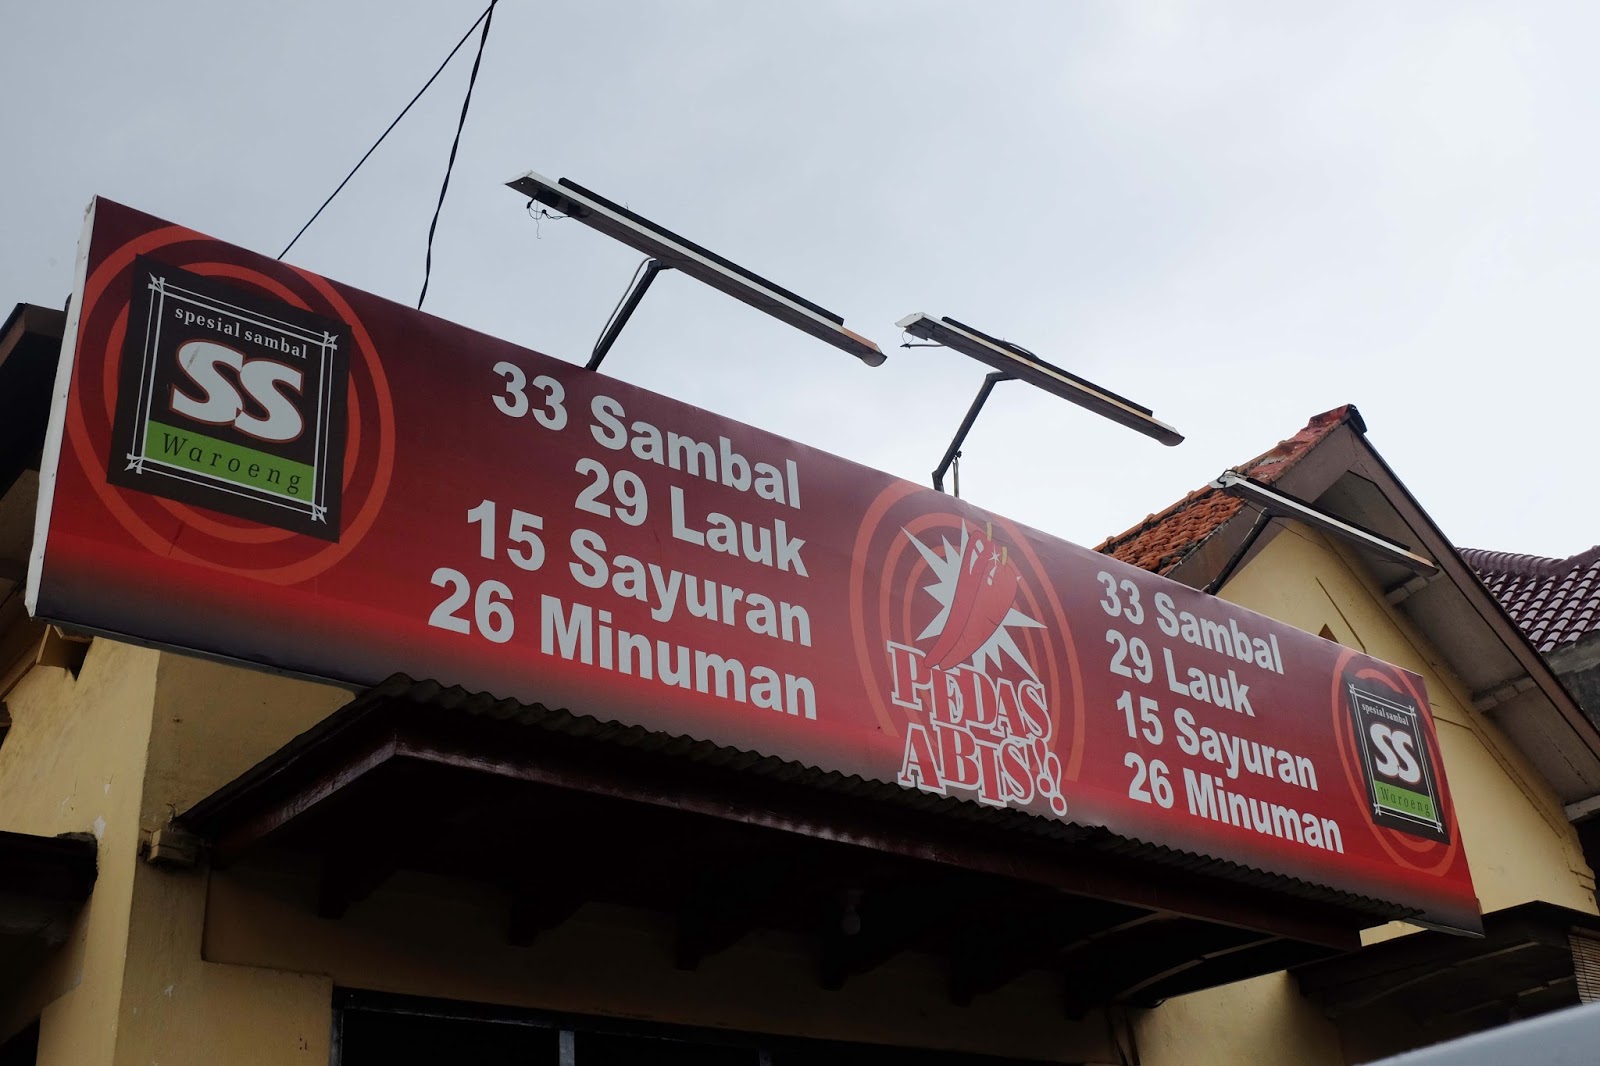 spesial sambal
SS
Waroeng
33 Sambal
29 Lauk
15 Sayuran
26 Minuman
PEDAS
ABIS!!
33 Sambal
29 Lauk
15 Sayuran
26 Minuman
spesial sambal
SS
Waroeng